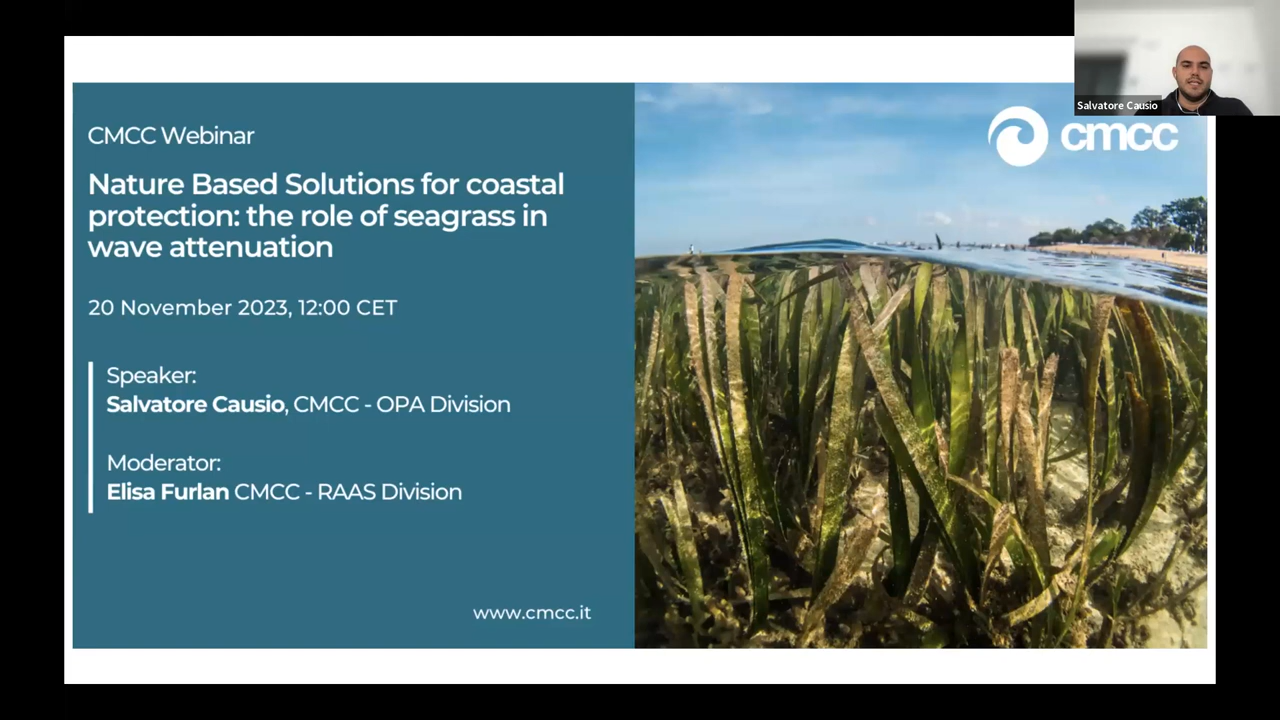 Salvatore Causio
cmcc
CMCC Webinar
Nature Based Solutions for coastal
protection: the role of seagrass in
wave attenuation
20 November 2023, 12:00 CET
Speaker:
Salvatore Causio, CMCC - OPA Division
Moderator:
Elisa Furlan CMCC - RAAS Division
www.cmcc.it